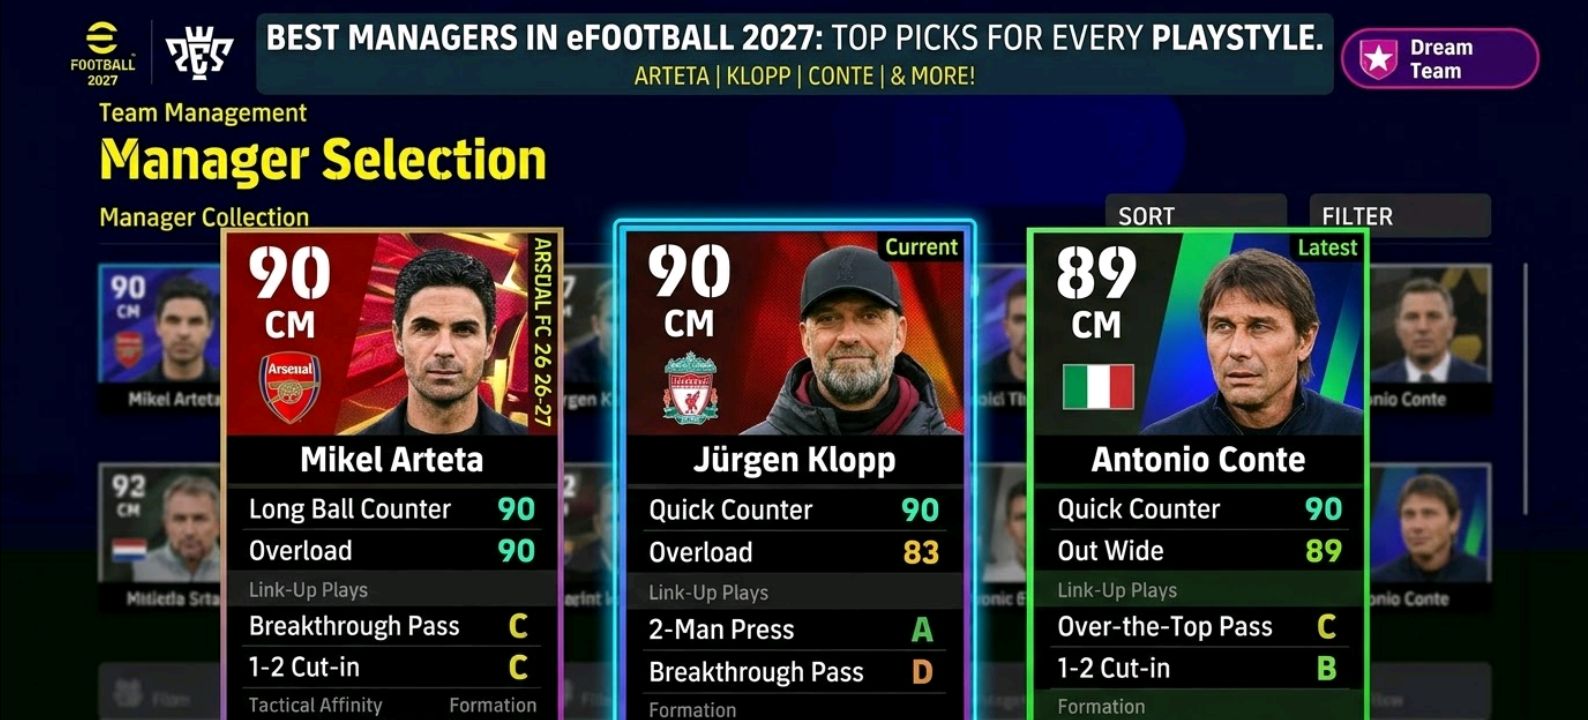 FOOTBALL
2027
PES
BEST MANAGERS IN eFOOTBALL 2027: TOP PICKS FOR EVERY PLAYSTYLE.
ARTETA | KLOPP | CONTE | & MORE!
Dream
Team
Team Management
Manager Selection
Manager Collection
SORT
FILTER
90
CM
Mikel Arteta
92
CM
90
CM
Arsenal
ARSEIAL FC 26 26-27
Mikel Arteta
Long Ball Counter 90
Overload 90
Link-Up Plays
Breakthrough Pass C
1-2 Cut-in C
Tactical Affinity Formation
90
CM
Current
Jürgen Klopp
Quick Counter 90
Overload 83
Link-Up Plays
2-Man Press A
Breakthrough Pass D
Formation
89
CM
Latest
Antonio Conte
Quick Counter 90
Out Wide 89
Link-Up Plays
Over-the-Top Pass C
1-2 Cut-in B
Formation
nio Conte
onio Conte